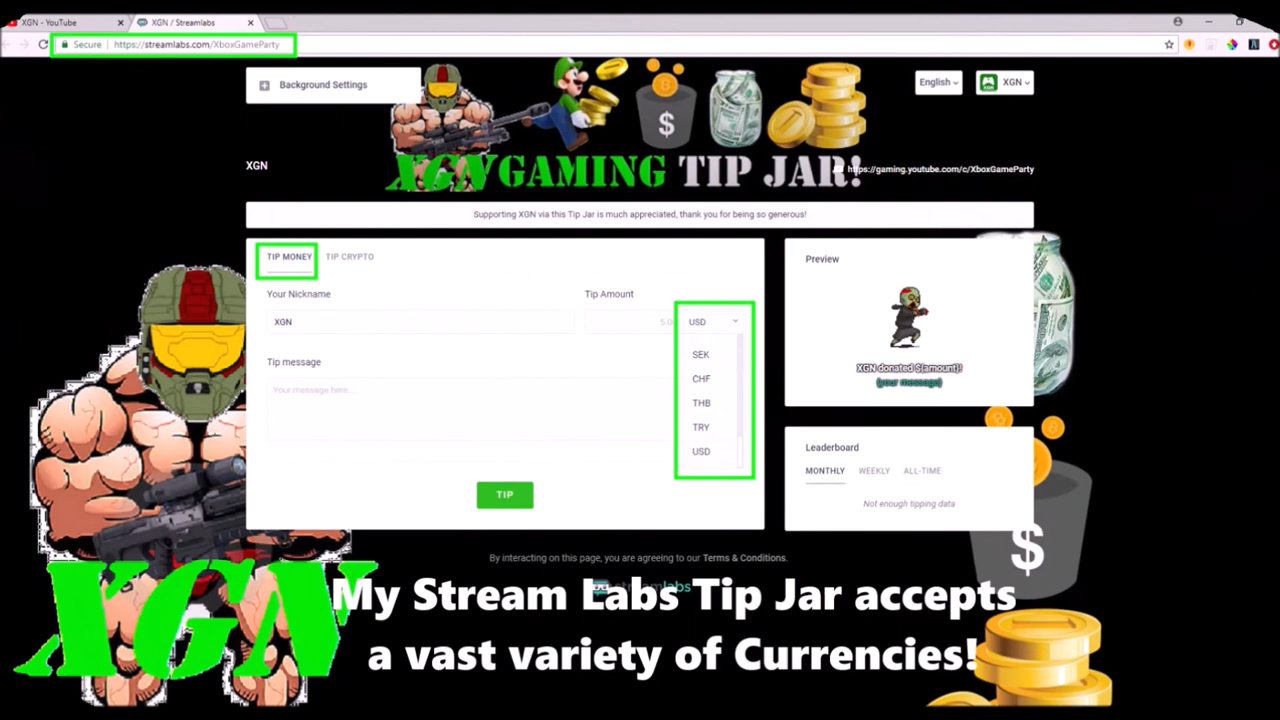 XGN - YouTube
XGN / Streamlabs
Secure
https://streamlabs.com/XboxGameParty
Background Settings
English
XGN
XGN GAMING TIP JAR!
XGN
https://gaming.youtube.com/c/XboxGameParty
Supporting XGN via this Tip Jar is much appreciated, thank you for being so generous!
TIP MONEY
TIP CRYPTO
Your Nickname
Tip Amount
XGN
USD
SEK
CHF
THB
TRY
USD
Tip message
Your message here...
TIP
Preview
XGN donated ${amount}!
{your message}
Leaderboard
MONTHLY
WEEKLY
ALL-TIME
Not enough tipping data
By interacting on this page, you are agreeing to our Terms & Conditions.
XGN
My Stream Labs Tip Jar accepts
a vast variety of Currencies!